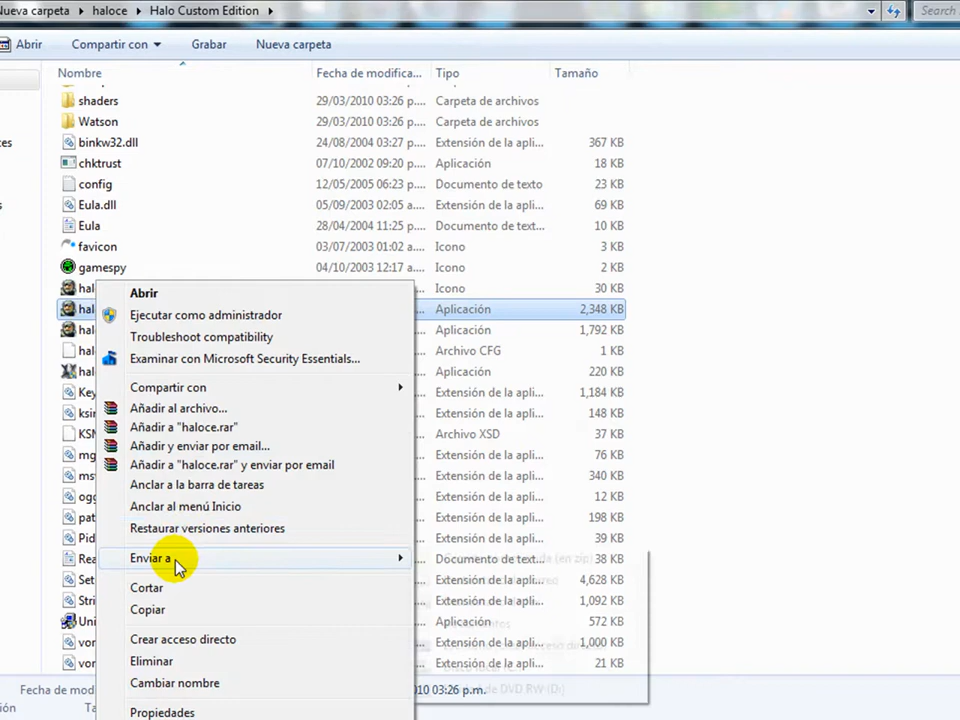 Nueva carpeta ▸ haloce ▸ Halo Custom Edition ▸ Search
Abrir Compartir con Grabar Nueva carpeta
Nombre Fecha de modifica... Tipo Tamaño
shaders 29/03/2010 03:26 p.... Carpeta de archivos
Watson 29/03/2010 03:26 p.... Carpeta de archivos
binkw32.dll 24/08/2004 03:27 p.... Extensión de la apli... 367 KB
chktrust 07/10/2002 09:20 p.... Aplicación 18 KB
config 12/05/2005 06:23 p.... Documento de texto 23 KB
Eula.dll 05/09/2003 02:05 a.... Extensión de la apli... 69 KB
Eula 28/04/2004 11:25 p.... Documento de text... 10 KB
favicon 03/07/2003 01:02 a.... Icono 3 KB
gamespy 04/10/2003 12:17 a.... Icono 2 KB
Icono 30 KB
Aplicación 2,348 KB
Aplicación 1,792 KB
Archivo CFG 1 KB
Aplicación 220 KB
Extensión de la apli... 1,184 KB
Extensión de la apli... 148 KB
Archivo XSD 37 KB
Extensión de la apli... 76 KB
Extensión de la apli... 340 KB
Extensión de la apli... 12 KB
Extensión de la apli... 198 KB
Extensión de la apli... 39 KB
Documento de text... 38 KB
Extensión de la apli... 4,628 KB
Extensión de la apli... 1,092 KB
Aplicación 572 KB
Extensión de la apli... 1,000 KB
Extensión de la apli... 21 KB
Abrir
Ejecutar como administrador
Troubleshoot compatibility
Examinar con Microsoft Security Essentials...
Compartir con
Añadir al archivo...
Añadir a "haloce.rar"
Añadir y enviar por email...
Añadir a "haloce.rar" y enviar por email
Anclar a la barra de tareas
Anclar al menú Inicio
Restaurar versiones anteriores
Enviar a
Cortar
Copiar
Crear acceso directo
Eliminar
Cambiar nombre
Propiedades
Fecha de mod
010 03:26 p.m.